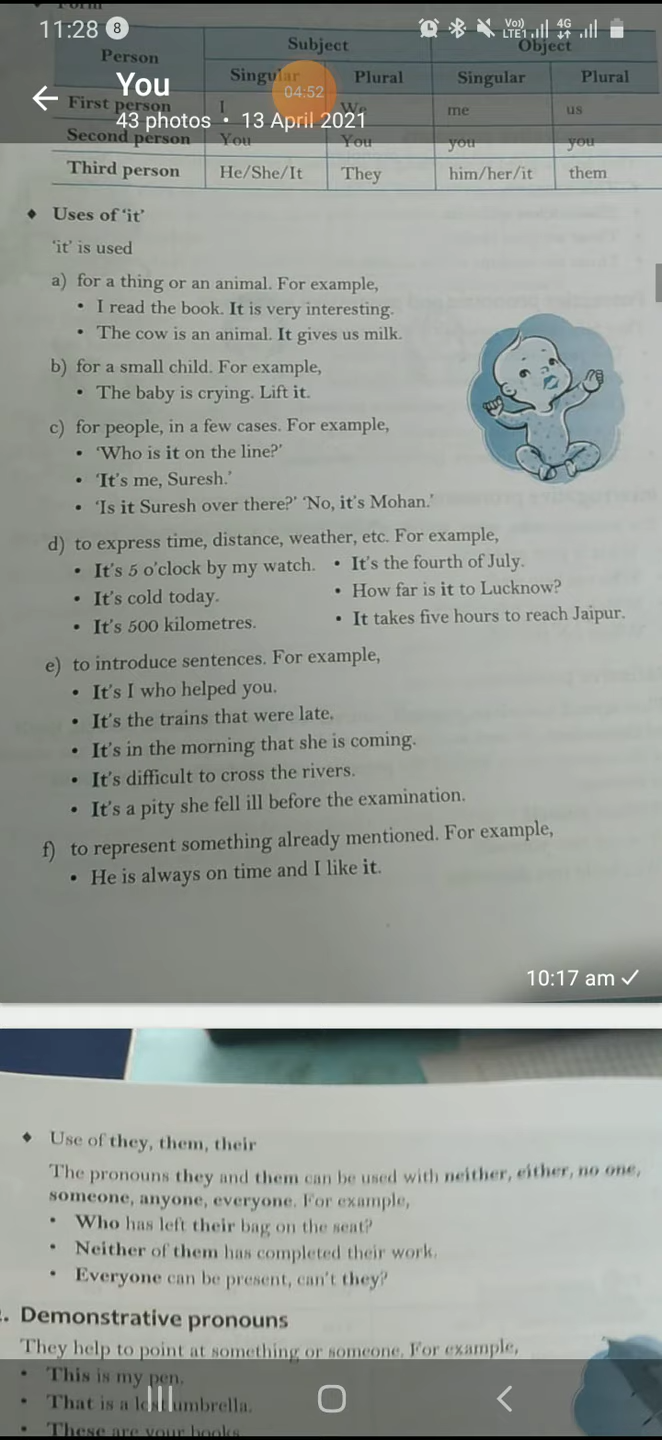 Form
11:28 8 Vo)) LTE1 4G
Person Subject Object
Singular Plural Singular Plural
04:52
You
43 photos • 13 April 2021
First person I We me us
Second person You You you you
Third person He/She/It They him/her/it them
◆ Uses of 'it'
'it' is used
a) for a thing or an animal. For example,
• I read the book. It is very interesting.
• The cow is an animal. It gives us milk.
b) for a small child. For example,
• The baby is crying. Lift it.
c) for people, in a few cases. For example,
• 'Who is it on the line?'
• 'It's me, Suresh.'
• 'Is it Suresh over there?' 'No, it's Mohan.'
d) to express time, distance, weather, etc. For example,
• It's 5 o'clock by my watch. • It's the fourth of July.
• It's cold today. • How far is it to Lucknow?
• It's 500 kilometres. • It takes five hours to reach Jaipur.
e) to introduce sentences. For example,
• It's I who helped you.
• It's the trains that were late.
• It's in the morning that she is coming.
• It's difficult to cross the rivers.
• It's a pity she fell ill before the examination.
f) to represent something already mentioned. For example,
• He is always on time and I like it.
10:17 am
◆ Use of they, them, their
The pronouns they and them can be used with neither, either, no one,
someone, anyone, everyone. For example,
• Who has left their bag on the seat?
• Neither of them has completed their work.
• Everyone can be present, can't they?
. Demonstrative pronouns
They help to point at something or someone. For example,
• This is my pen.
• That is a lost umbrella.
• These are your books